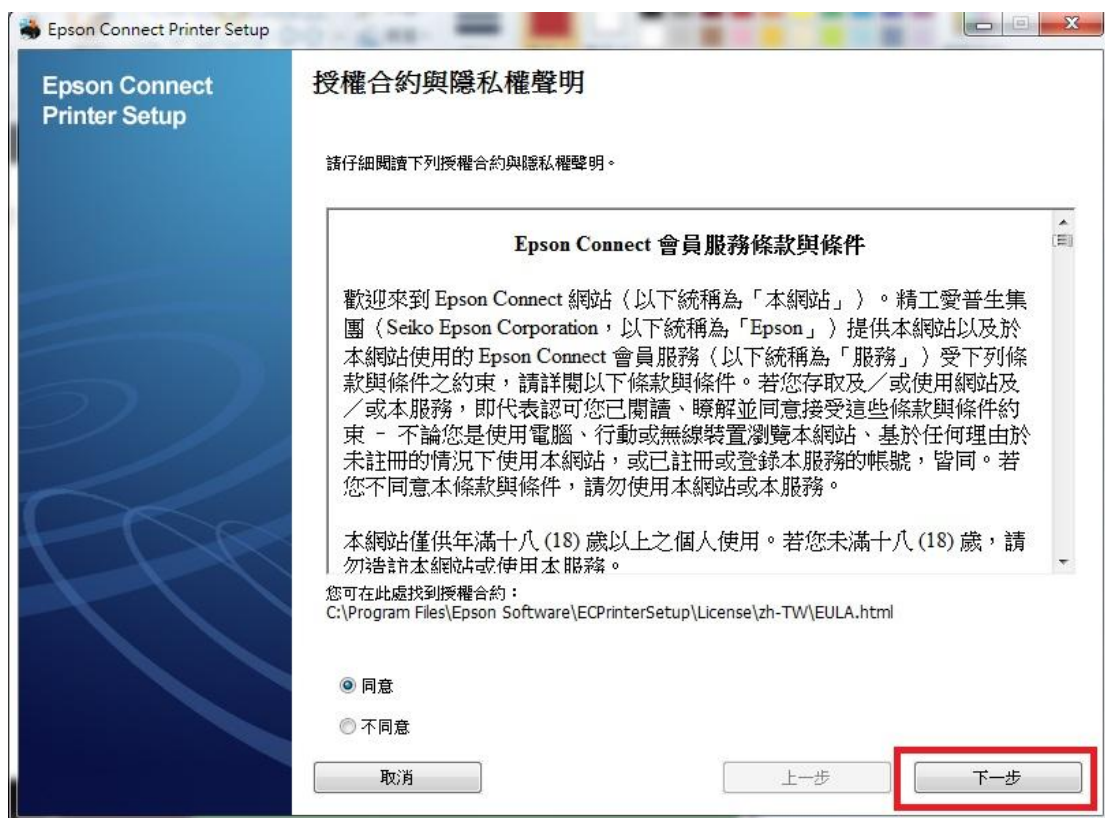 Epson Connect Printer Setup
Epson Connect
Printer Setup
授權合約與隱私權聲明
請仔細閱讀下列授權合約與隱私權聲明。
Epson Connect 會員服務條款與條件
歡迎來到 Epson Connect 網站（以下統稱為「本網站」）。精工愛普生集
團（Seiko Epson Corporation，以下統稱為「Epson」）提供本網站以及於
本網站使用的 Epson Connect 會員服務（以下統稱為「服務」）受下列條
款與條件之約束，請詳閱以下條款與條件。若您存取及／或使用網站及
／或本服務，即代表認可您已閱讀、瞭解並同意接受這些條款與條件約
束 - 不論您是使用電腦、行動或無線裝置瀏覽本網站、基於任何理由於
未註冊的情況下使用本網站，或已註冊或登錄本服務的帳號，皆同。若
您不同意本條款與條件，請勿使用本網站或本服務。
本網站僅供年滿十八 (18) 歲以上之個人使用。若您未滿十八 (18) 歲，請
勿造訪本網站或使用本服務。
您可在此處找到授權合約：
C:\Program Files\Epson Software\ECPrinterSetup\License\zh-TW\EULA.html
同意
不同意
取消
上一步
下一步